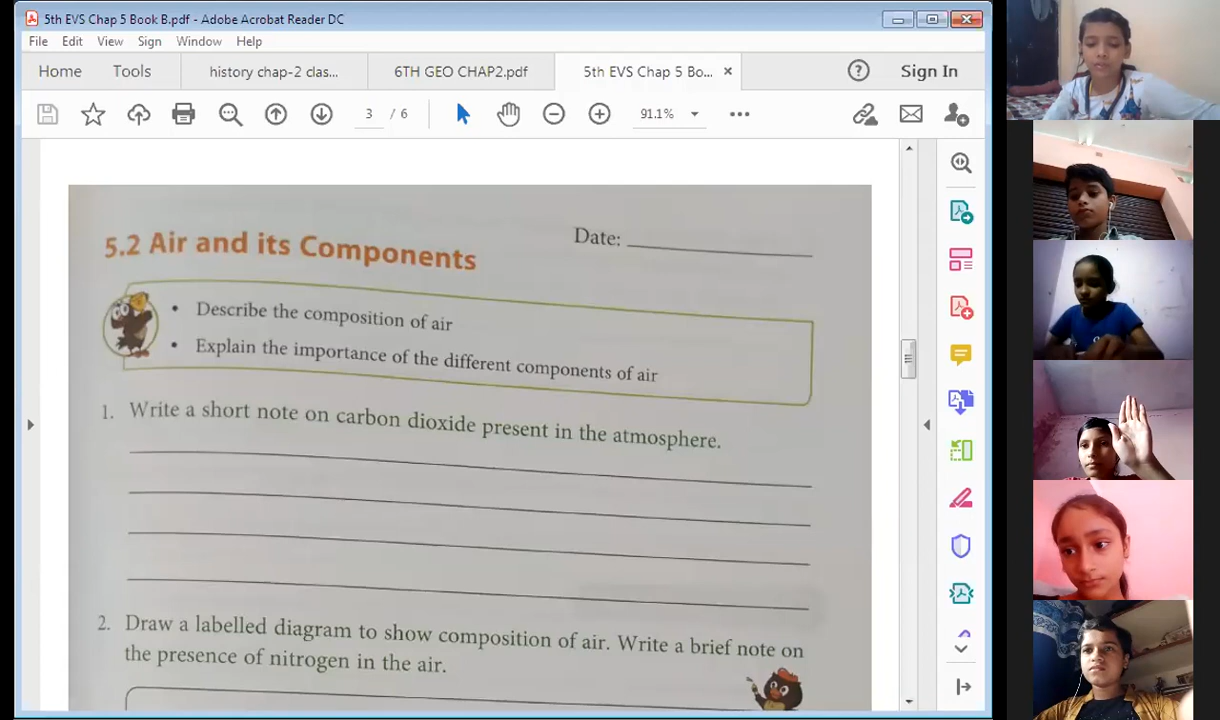 5th EVS Chap 5 Book B.pdf - Adobe Acrobat Reader DC
File Edit View Sign Window Help
Home Tools history chap-2 clas... 6TH GEO CHAP2.pdf 5th EVS Chap 5 Bo... × Sign In
3 / 6 91.1%
Date:
5.2 Air and its Components
• Describe the composition of air
• Explain the importance of the different components of air
1. Write a short note on carbon dioxide present in the atmosphere.
2. Draw a labelled diagram to show composition of air. Write a brief note on
the presence of nitrogen in the air.